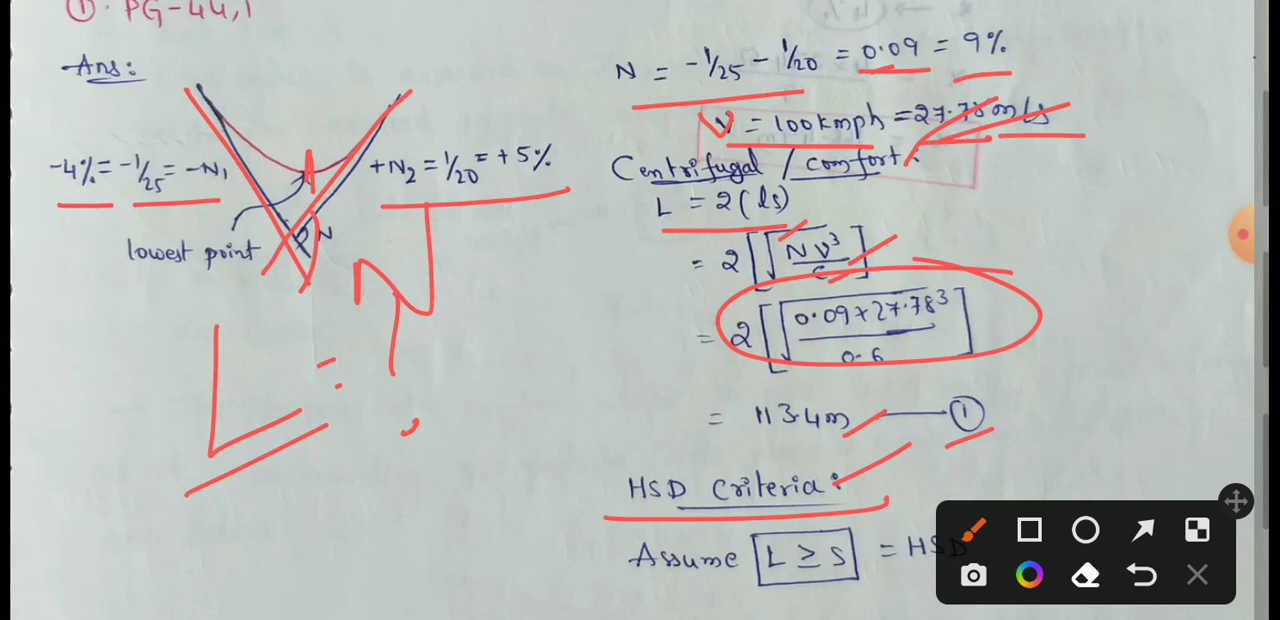 ①. PG-44,1
Ans:
-4% = -1/25 = -N₁
+N₂ = 1/20 = +5%
N
lowest point
N = -1/25 - 1/20 = 0.09 = 9%
V = 100kmph = 27.78 m/s
Centrifugal / comfort:
L = 2(ls)
= 2[√(NV³/C)]
= 2[√(0.09×27.78³/0.6)]
= 113.4m — ①
HSD Criteria:
Assume L ≥ S = HSD
L = ?